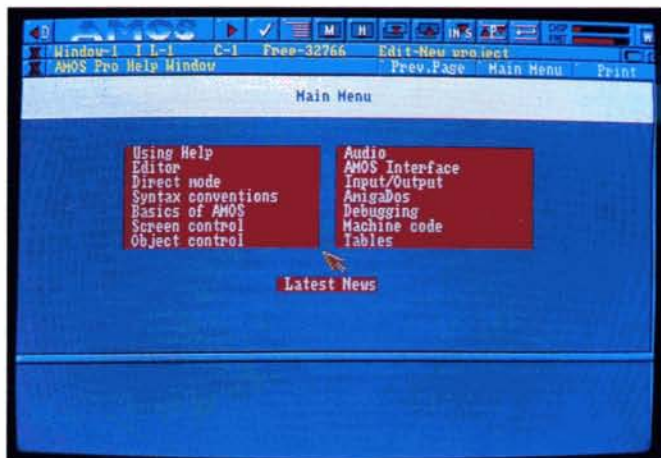 AMOS
Window-1 I L-1 C-1 Free-32766 Edit-New project
AMOS Pro Help Window Prev.Page Main Menu Print
Main Menu
Using Help
Editor
Direct mode
Syntax conventions
Basics of AMOS
Screen control
Object control
Audio
AMOS Interface
Input/Output
AmigaDos
Debugging
Machine code
Tables
Latest News